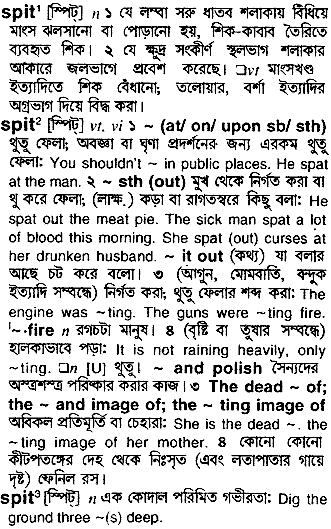 spit¹ [স্পিট্] n ১ যে লম্বা সরু ধাতব শলাকায় বিঁধিয়ে
মাংস ঝলসানো বা পোড়ানো হয়, শিক-কাবাব তৈরিতে
ব্যবহৃত শিক। ২ যে ক্ষুদ্র সংকীর্ণ স্থলভাগ শলাকার
আকারে জলভাগে প্রবেশ করেছে। □vt মাংসখণ্ড
ইত্যাদিতে শিক বেঁধানো; তলোয়ার, বর্শা ইত্যাদির
অগ্রভাগ দিয়ে বিদ্ধ করা।
spit² [স্পিট্] vt, vi ১ ~ (at/ on/ upon sb/ sth)
থুতু ফেলা; অবজ্ঞা বা ঘৃণা প্রদর্শনের জন্য এরকম থুতু
ফেলা: You shouldn't ~ in public places. He spat
at the man. ২ ~ sth (out) মুখ থেকে নির্গত করা বা
থু করে ফেলা; (লাক্ষ.) কড়া বা রাগতস্বরে কিছু বলা: He
spat out the meat pie. The sick man spat a lot
of blood this morning. She spat (out) curses at
her drunken husband. ~ it out (কথ্য) যা বলার
আছে চট করে বলো। ৩ (আগুন, মোমবাতি, বন্দুক
ইত্যাদি সম্বন্ধে) নির্গত করা; থুতু ফেলার শব্দ করা: The
engine was ~ting. The guns were ~ting fire.
'~·fire n রগচটা মানুষ। ৪ (বৃষ্টি বা তুষার সম্বন্ধে)
হালকাভাবে পড়া: It is not raining heavily, only
~ting. □n [U] থুতু। ~ and polish সৈন্যদের
অস্ত্রশস্ত্র পরিষ্কার করার কাজ। ৩ The dead ~ of;
the ~ and image of; the ~ ting image of
অবিকল প্রতিমূর্তি বা চেহারা: She is the dead ~. the
~ting image of her mother. ৪ কোনো কোনো
কীটপতঙ্গের দেহ থেকে নিঃসৃত (এবং লতাপাতার গায়ে
দৃষ্ট) ফেনিল রস।
spit³ [স্পিট্] n এক কোদাল পরিমিত গভীরতা: Dig the
ground three ~(s) deep.